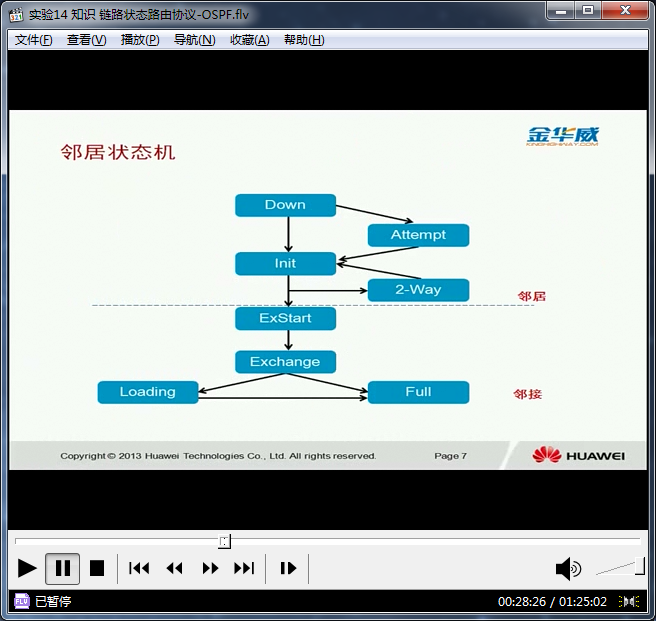 实验14 知识 链路状态路由协议-OSPF.flv
文件(F) 查看(V) 播放(P) 导航(N) 收藏(A) 帮助(H)
金华威
KINGHIGHWAY.COM
邻居状态机
Down
Attempt
Init
2-Way
邻居
ExStart
Exchange
Loading
Full
邻接
Copyright © 2013 Huawei Technologies Co., Ltd. All rights reserved.
Page 7
HUAWEI
FLV
已暂停
00:28:26 / 01:25:02